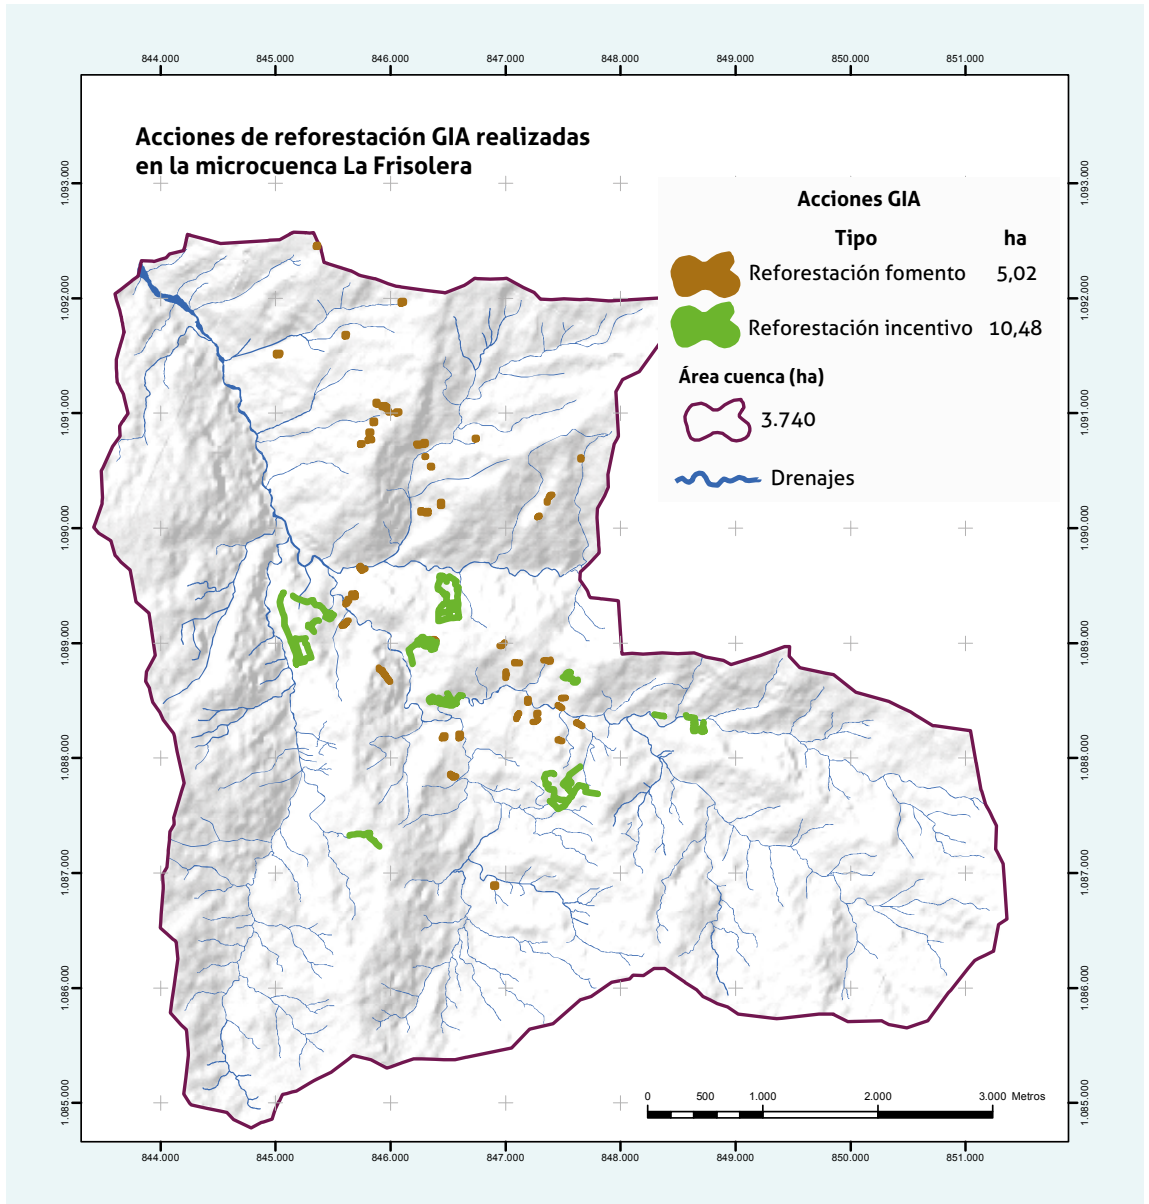 844.000 845.000 846.000 847.000 848.000 849.000 850.000 851.000
Acciones de reforestación GIA realizadas
en la microcuenca La Frisolera
Acciones GIA
Tipo ha
Reforestación fomento 5,02
Reforestación incentivo 10,48
Área cuenca (ha)
3.740
Drenajes
1.093.000
1.092.000
1.091.000
1.090.000
1.089.000
1.088.000
1.087.000
1.086.000
1.085.000
1.093.000
1.092.000
1.091.000
1.090.000
1.089.000
1.088.000
1.087.000
1.086.000
1.085.000
0 500 1.000 2.000 3.000 Metros
844.000 845.000 846.000 847.000 848.000 849.000 850.000 851.000